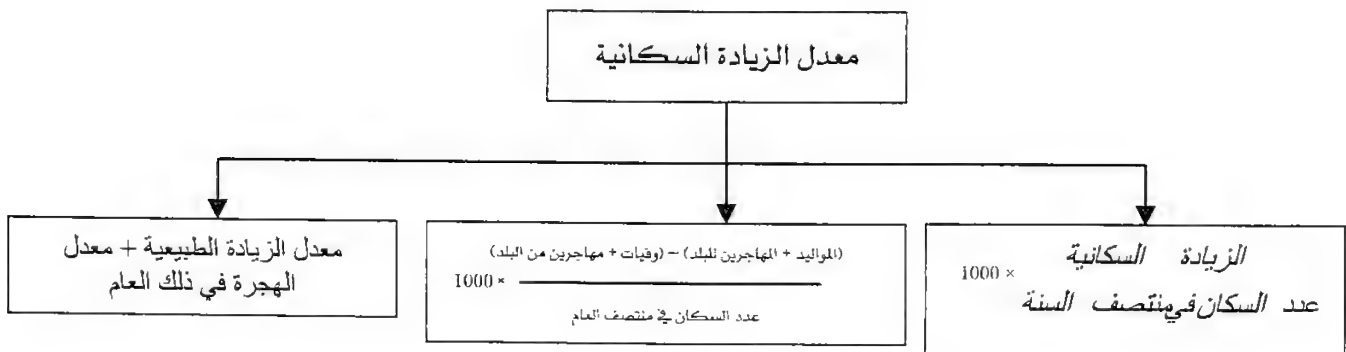 معدل الزيادة السكانية
الزيادة السكانية
1000 ×
عدد السكان في منتصف السنة
(المواليد + المهاجرين للبلد) – (وفيات + مهاجرين من البلد)
1000 ×
عدد السكان في منتصف العام
معدل الزيادة الطبيعية + معدل
الهجرة في ذلك العام